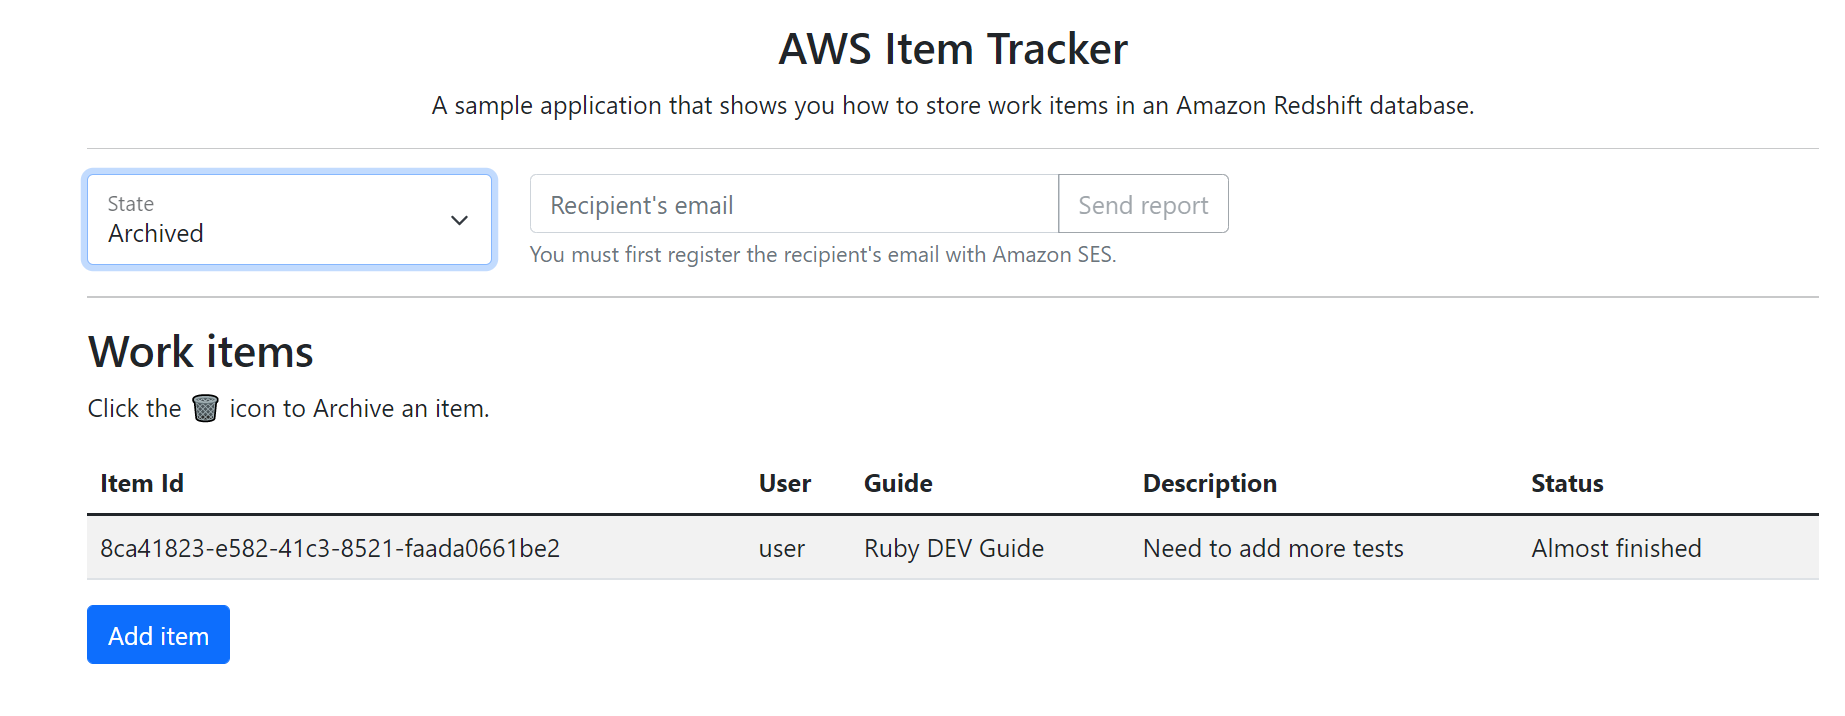 AWS Item Tracker
A sample application that shows you how to store work items in an Amazon Redshift database.
State
Archived
Recipient's email
Send report
You must first register the recipient's email with Amazon SES.
Work items
Click the 🗑 icon to Archive an item.
Item Id User Guide Description Status
8ca41823-e582-41c3-8521-faada0661be2 user Ruby DEV Guide Need to add more tests Almost finished
Add item